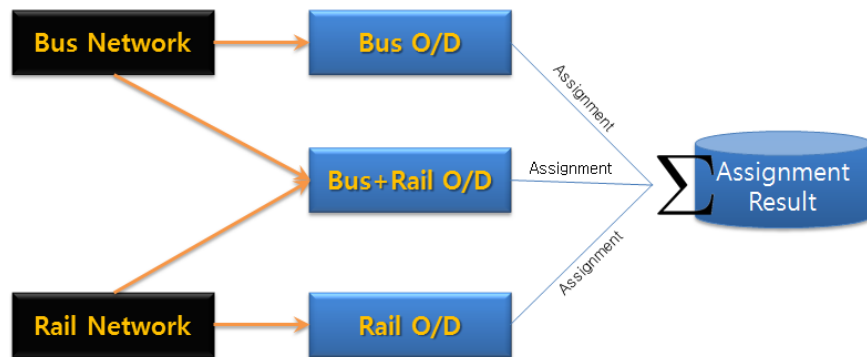 Bus Network
Bus O/D
Assignment
Bus+Rail O/D
Assignment
∑
Assignment
Result
Assignment
Rail Network
Rail O/D